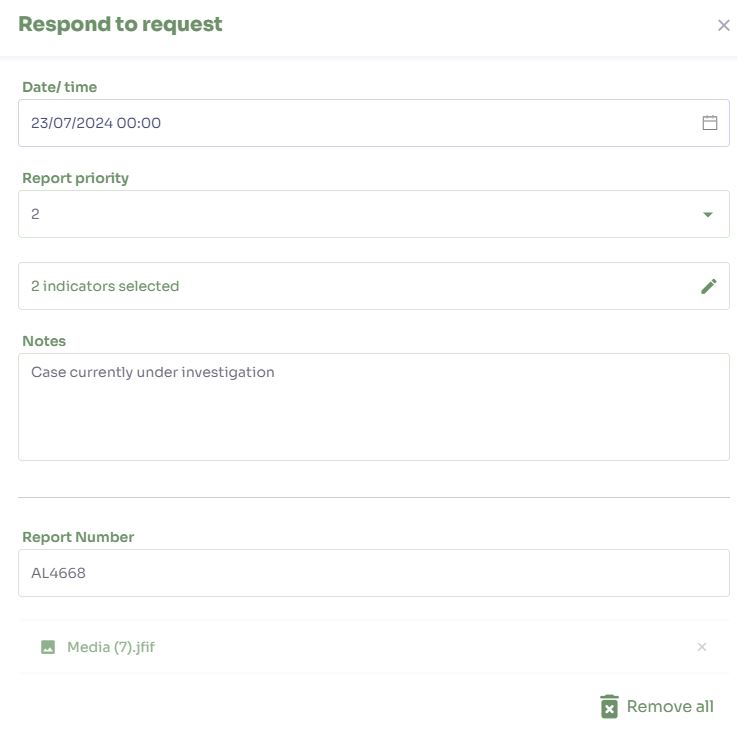 Respond to request
Date/ time
23/07/2024 00:00
Report priority
2
2 indicators selected
Notes
Case currently under investigation
Report Number
AL4668
Media (7).jfif
Remove all